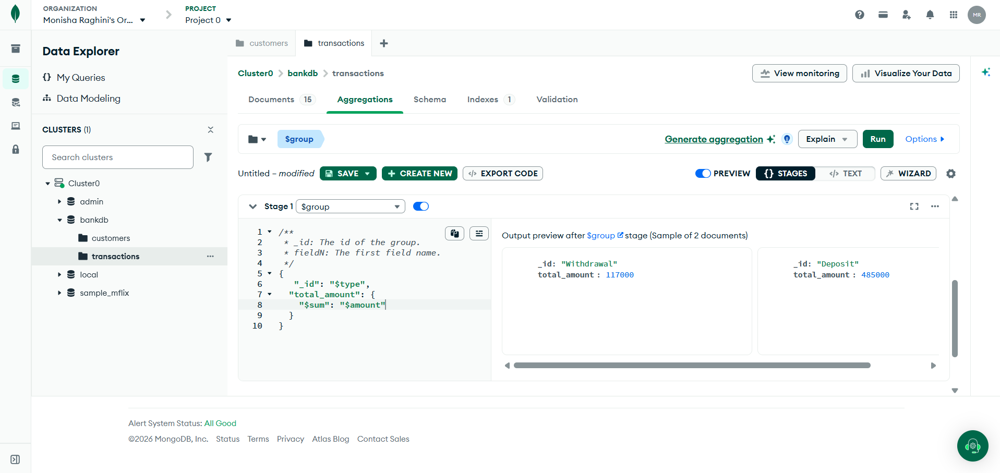 ORGANIZATION
Monisha Raghini's Or...
PROJECT
Project 0
MR
Data Explorer
My Queries
Data Modeling
CLUSTERS (1)
Search clusters
Cluster0
admin
bankdb
customers
transactions
local
sample_mflix
customers
transactions
Cluster0 > bankdb > transactions
View monitoring
Visualize Your Data
Documents 15
Aggregations
Schema
Indexes 1
Validation
$group
Generate aggregation
Explain
Run
Options
Untitled – modified
SAVE
CREATE NEW
EXPORT CODE
PREVIEW
{} STAGES
</> TEXT
WIZARD
Stage 1 $group
1 /**
2 * _id: The id of the group.
3 * fieldN: The first field name.
4 */
5 {
6 "_id": "$type",
7 "total_amount": {
8 "$sum": "$amount"
9 }
10 }
Output preview after $group stage (Sample of 2 documents)
_id: "Withdrawal"
total_amount : 117000
_id: "Deposit"
total_amount : 485000
Alert System Status: All Good
©2026 MongoDB, Inc. Status Terms Privacy Atlas Blog Contact Sales